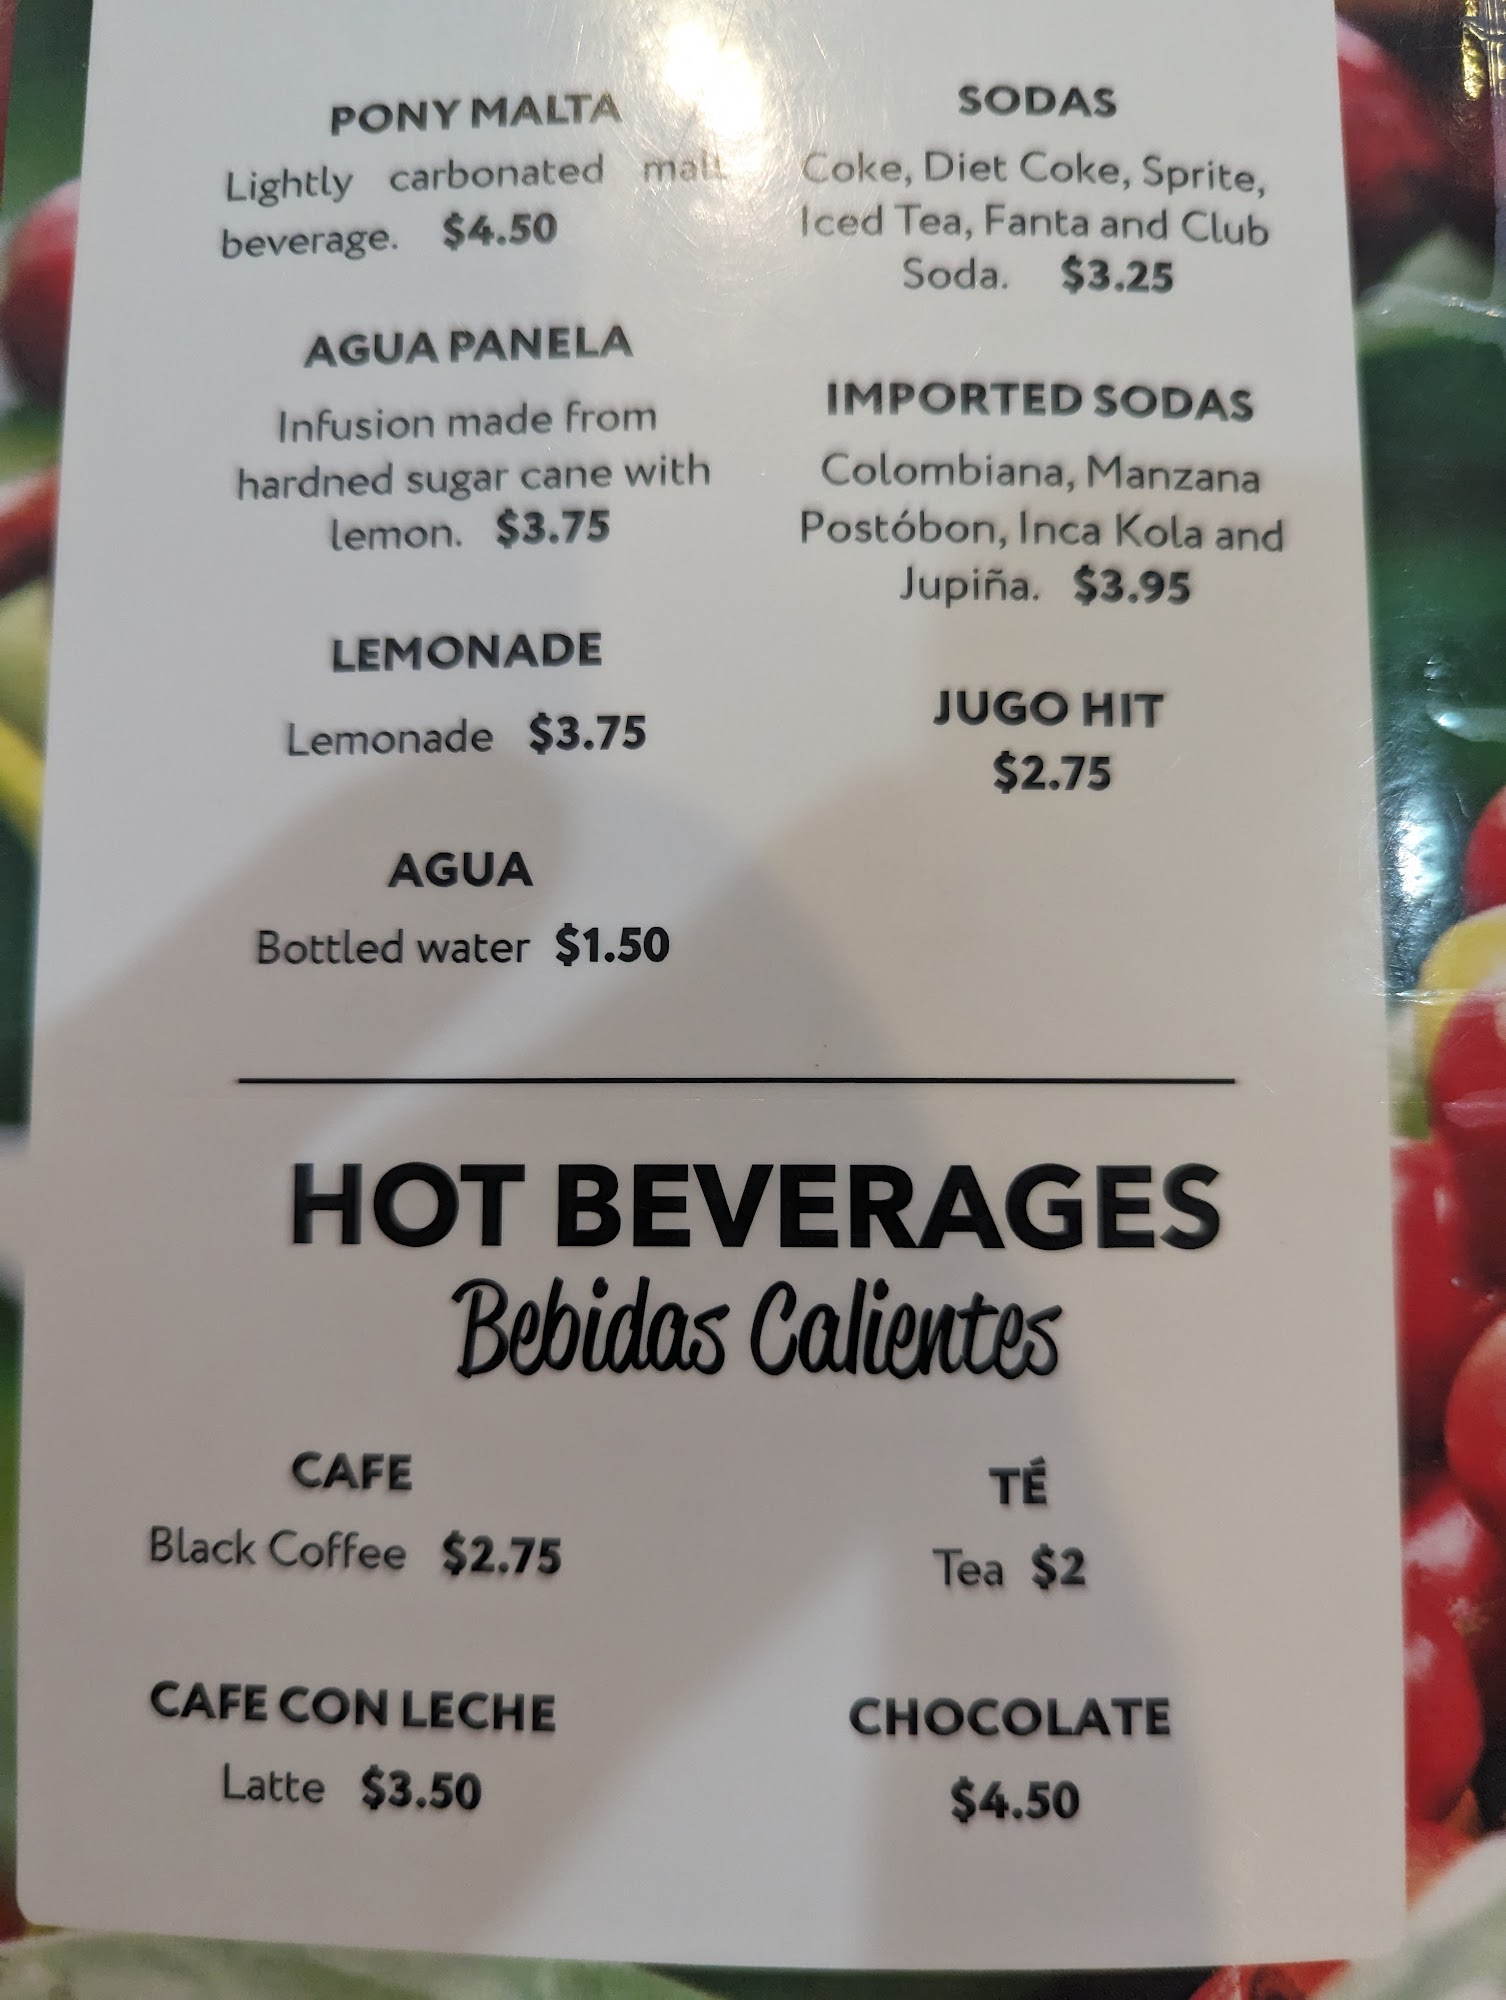 PONY MALTA
Lightly carbonated malt
beverage. $4.50
AGUA PANELA
Infusion made from
hardned sugar cane with
lemon. $3.75
LEMONADE
Lemonade $3.75
AGUA
Bottled water $1.50
SODAS
Coke, Diet Coke, Sprite,
Iced Tea, Fanta and Club
Soda. $3.25
IMPORTED SODAS
Colombiana, Manzana
Postóbon, Inca Kola and
Jupiña. $3.95
JUGO HIT
$2.75
HOT BEVERAGES
Bebidas Calientes
CAFE
Black Coffee $2.75
CAFE CON LECHE
Latte $3.50
TÉ
Tea $2
CHOCOLATE
$4.50